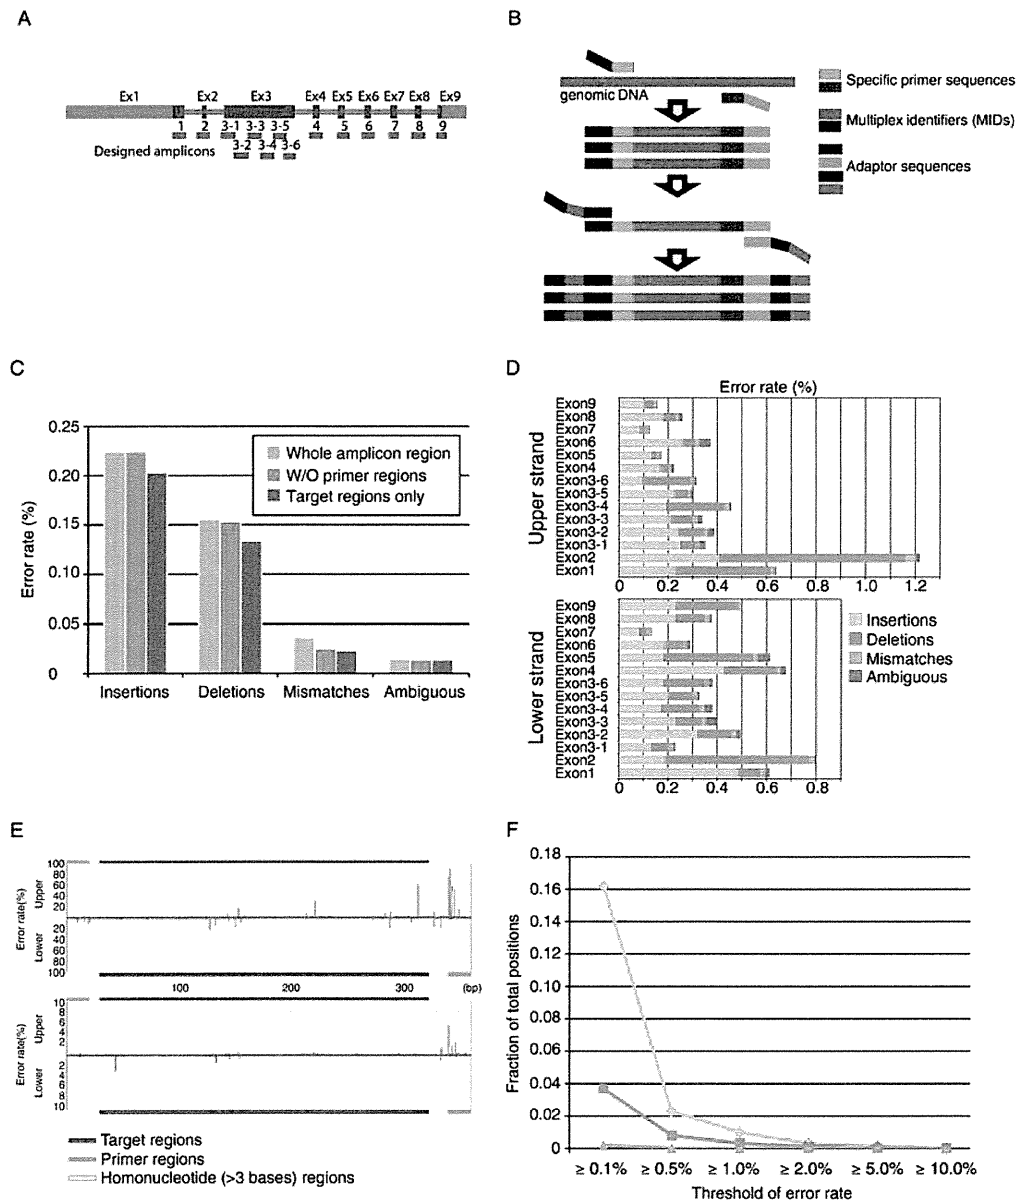 A
Ex1 Ex2 Ex3 Ex4 Ex5 Ex6 Ex7 Ex8 Ex9
1 2 3-1 3-3 3-5 4 5 6 7 8 9
Designed amplicons 3-2 3-4 3-6
B
genomic DNA
Specific primer sequences
Multiplex identifiers (MIDs)
Adaptor sequences
C
Error rate (%)
0.25
0.20
0.15
0.10
0.05
0
Whole amplicon region
W/O primer regions
Target regions only
Insertions Deletions Mismatches Ambiguous
D
Error rate (%)
Upper strand
Exon9
Exon8
Exon7
Exon6
Exon5
Exon4
Exon3-6
Exon3-5
Exon3-4
Exon3-3
Exon3-2
Exon3-1
Exon2
Exon1
0 0.2 0.4 0.6 0.8 1.0 1.2
Lower strand
Exon9
Exon8
Exon7
Exon6
Exon5
Exon4
Exon3-6
Exon3-5
Exon3-4
Exon3-3
Exon3-2
Exon3-1
Exon2
Exon1
0 0.2 0.4 0.6 0.8
Insertions
Deletions
Mismatches
Ambiguous
E
Error rate(%)
Lower Upper
100
80
60
40
20
20
40
60
80
100
100 200 300 (bp)
Error rate(%)
Lower Upper
10
8
6
4
2
2
4
6
8
10
Target regions
Primer regions
Homonucleotide (>3 bases) regions
F
Fraction of total positions
0.18
0.16
0.14
0.12
0.10
0.08
0.06
0.04
0.02
0
≥ 0.1% ≥ 0.5% ≥ 1.0% ≥ 2.0% ≥ 5.0% ≥ 10.0%
Threshold of error rate